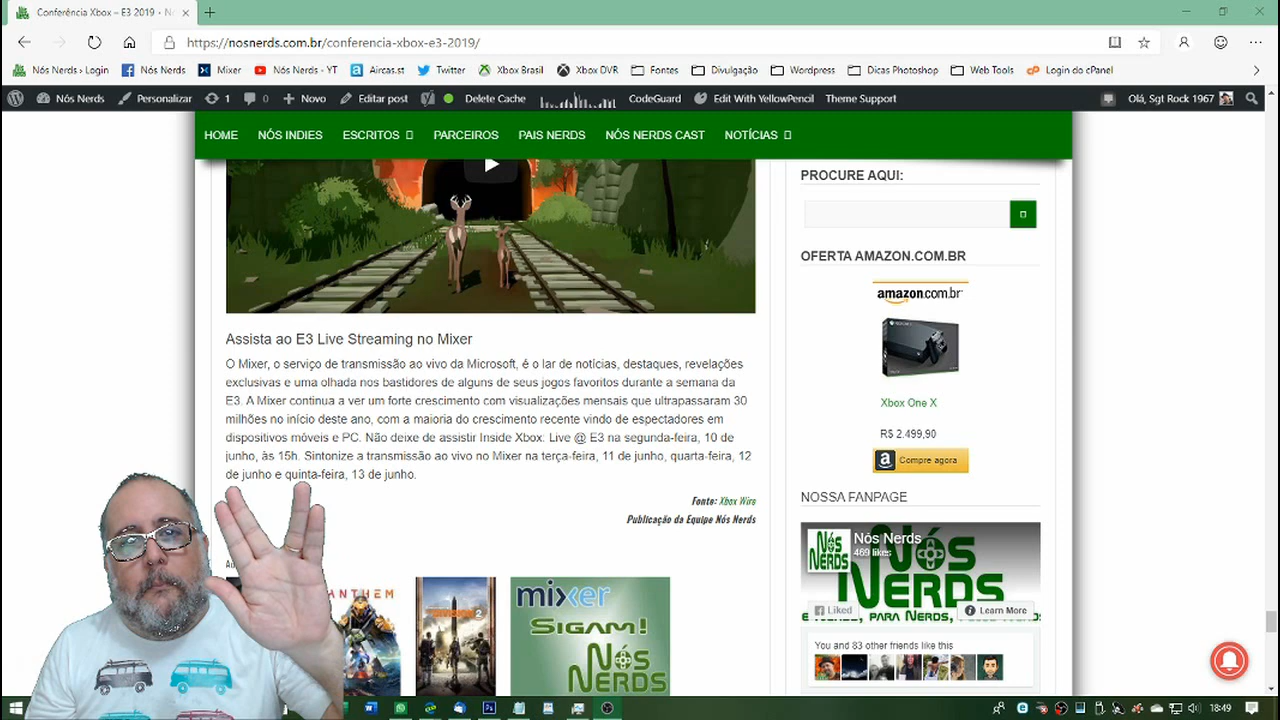 Conferência Xbox – E3 2019 • N
https://nosnerds.com.br/conferencia-xbox-e3-2019/
Nós Nerds › Login
Nós Nerds
Mixer
Nós Nerds - YT
Aircas.st
Twitter
Xbox Brasil
Xbox DVR
Fontes
Divulgação
Wordpress
Dicas Photoshop
Web Tools
Login do cPanel
Nós Nerds
Personalizar
1
0
Novo
Editar post
Delete Cache
CodeGuard
Edit With YellowPencil
Theme Support
Olá, Sgt Rock 1967
HOME
NÓS INDIES
ESCRITOS
PARCEIROS
PAIS NERDS
NÓS NERDS CAST
NOTÍCIAS
Assista ao E3 Live Streaming no Mixer
O Mixer, o serviço de transmissão ao vivo da Microsoft, é o lar de notícias, destaques, revelações
exclusivas e uma olhada nos bastidores de alguns de seus jogos favoritos durante a semana da
E3. A Mixer continua a ver um forte crescimento com visualizações mensais que ultrapassaram 30
milhões no início deste ano, com a maioria do crescimento recente vindo de espectadores em
dispositivos móveis e PC. Não deixe de assistir Inside Xbox: Live @ E3 na segunda-feira, 10 de
junho, às 15h. Sintonize a transmissão ao vivo no Mixer na terça-feira, 11 de junho, quarta-feira, 12
de junho e quinta-feira, 13 de junho.
Fonte: Xbox Wire
Publicação da Equipe Nós Nerds
Au
ANTHEM
DIVISION 2
mixer
SIGAM!
NÓS
NERDS
PROCURE AQUI:
OFERTA AMAZON.COM.BR
amazon.com.br
Xbox One X
R$ 2.499,90
Compre agora
NOSSA FANPAGE
NÓS
NERDS
Nós Nerds
469 likes
NÓS
NERDS
Liked
Learn More
You and 83 other friends like this
18:49